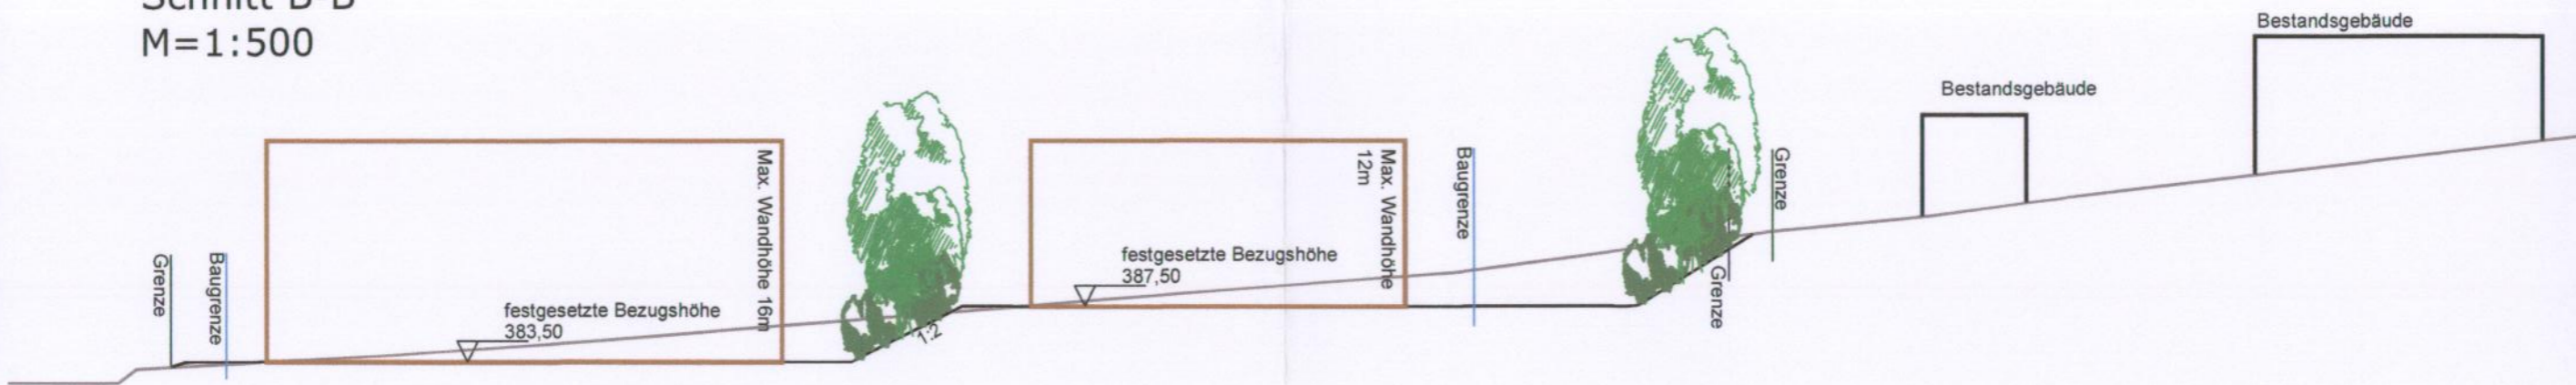 Schnitt B-B
M=1:500
Bestandsgebäude
Bestandsgebäude
Grenze
Baugrenze
festgesetzte Bezugshöhe
383,50
Max. Wandhöhe 16m
1:2
festgesetzte Bezugshöhe
387,50
Max. Wandhöhe
12m
Baugrenze
Grenze
Grenze